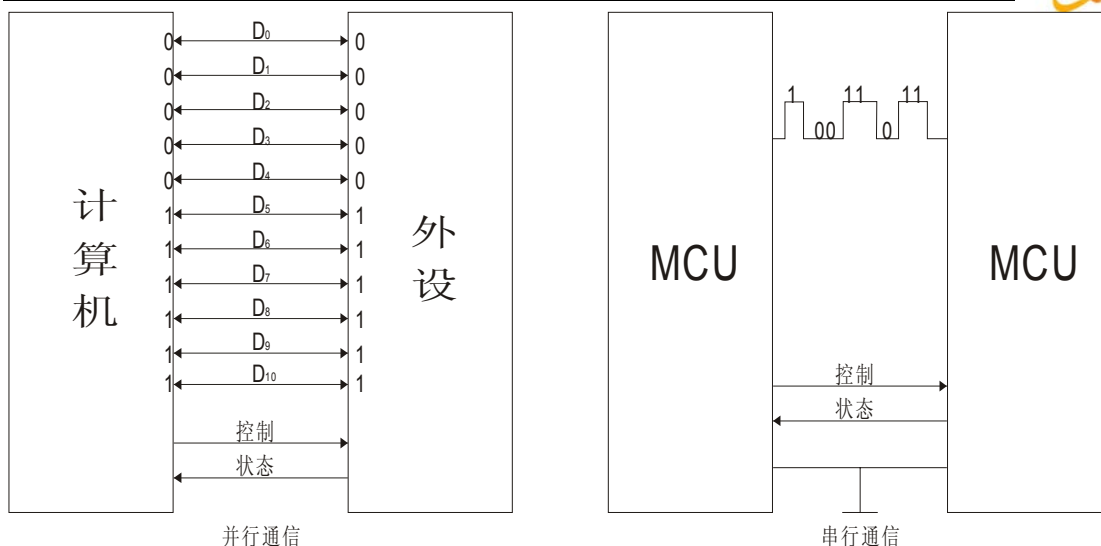 0 D₀ 0
0 D₁ 0
0 D₂ 0
0 D₃ 0
0 D₄ 0
1 D₅ 1
1 D₆ 1
1 D₇ 1
1 D₈ 1
1 D₉ 1
1 D₁₀ 1
计算机
外设
控制
状态
并行通信
1 00 11 0 11
MCU
MCU
控制
状态
串行通信